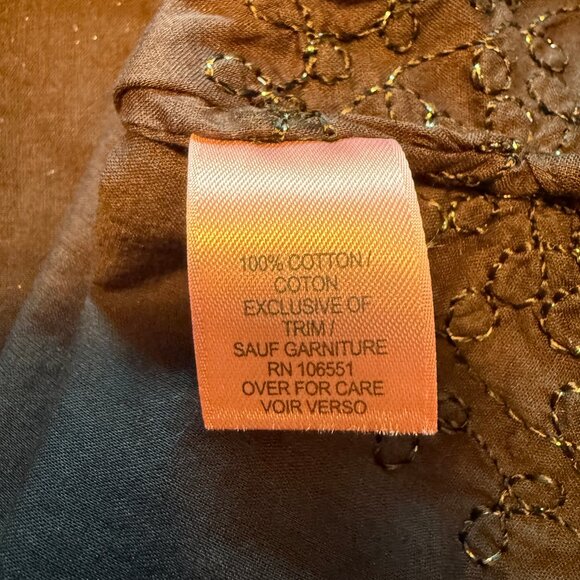 100% COTTON /
COTON
EXCLUSIVE OF
TRIM /
SAUF GARNITURE
RN 106551
OVER FOR CARE
VOIR VERSO